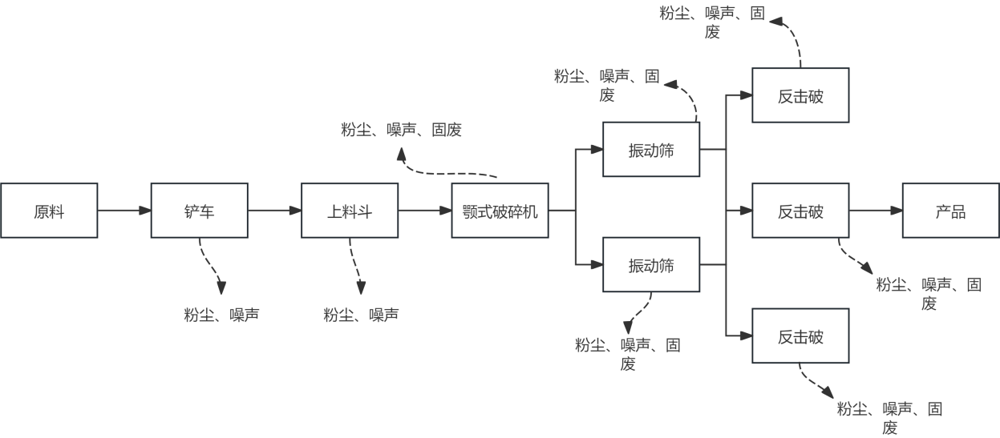 粉尘、噪声、固
废
粉尘、噪声、固
废
反击破
粉尘、噪声、固废
振动筛
原料
铲车
上料斗
颚式破碎机
反击破
产品
振动筛
粉尘、噪声、固
废
粉尘、噪声
粉尘、噪声
反击破
粉尘、噪声、固
废
粉尘、噪声、固
废